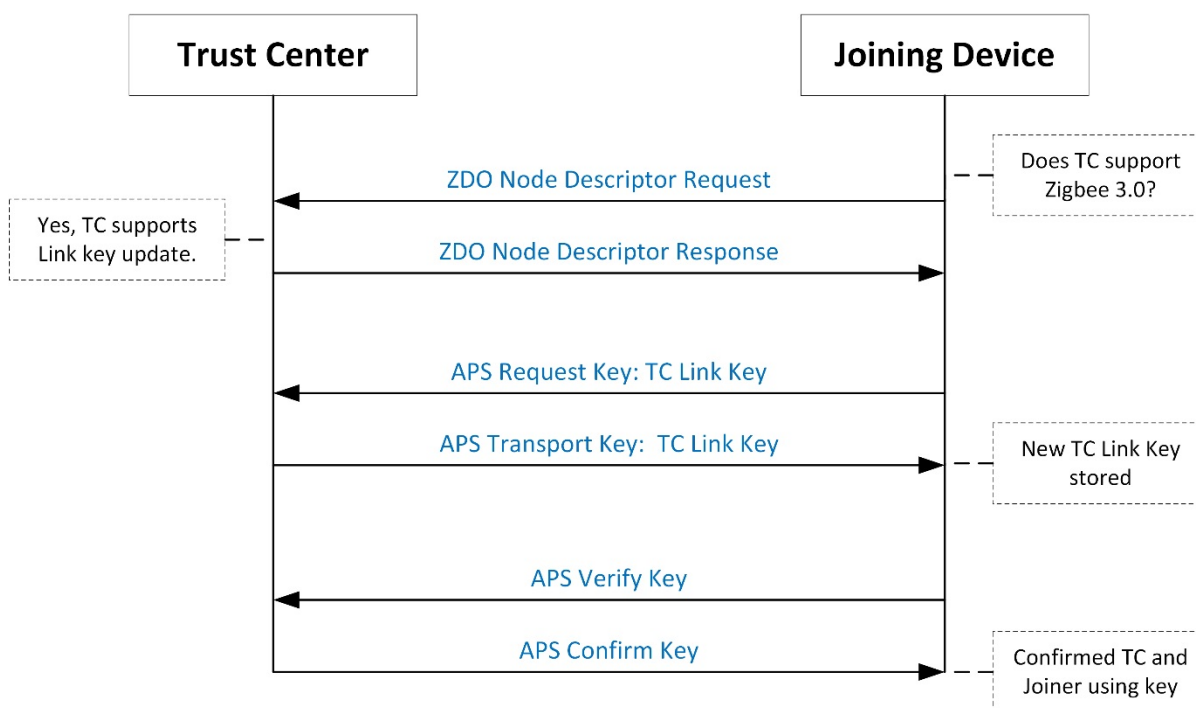 Trust Center
Joining Device
Does TC support
Zigbee 3.0?
ZDO Node Descriptor Request
Yes, TC supports
Link key update.
ZDO Node Descriptor Response
APS Request Key: TC Link Key
APS Transport Key:  TC Link Key
New TC Link Key
stored
APS Verify Key
APS Confirm Key
Confirmed TC and
Joiner using key